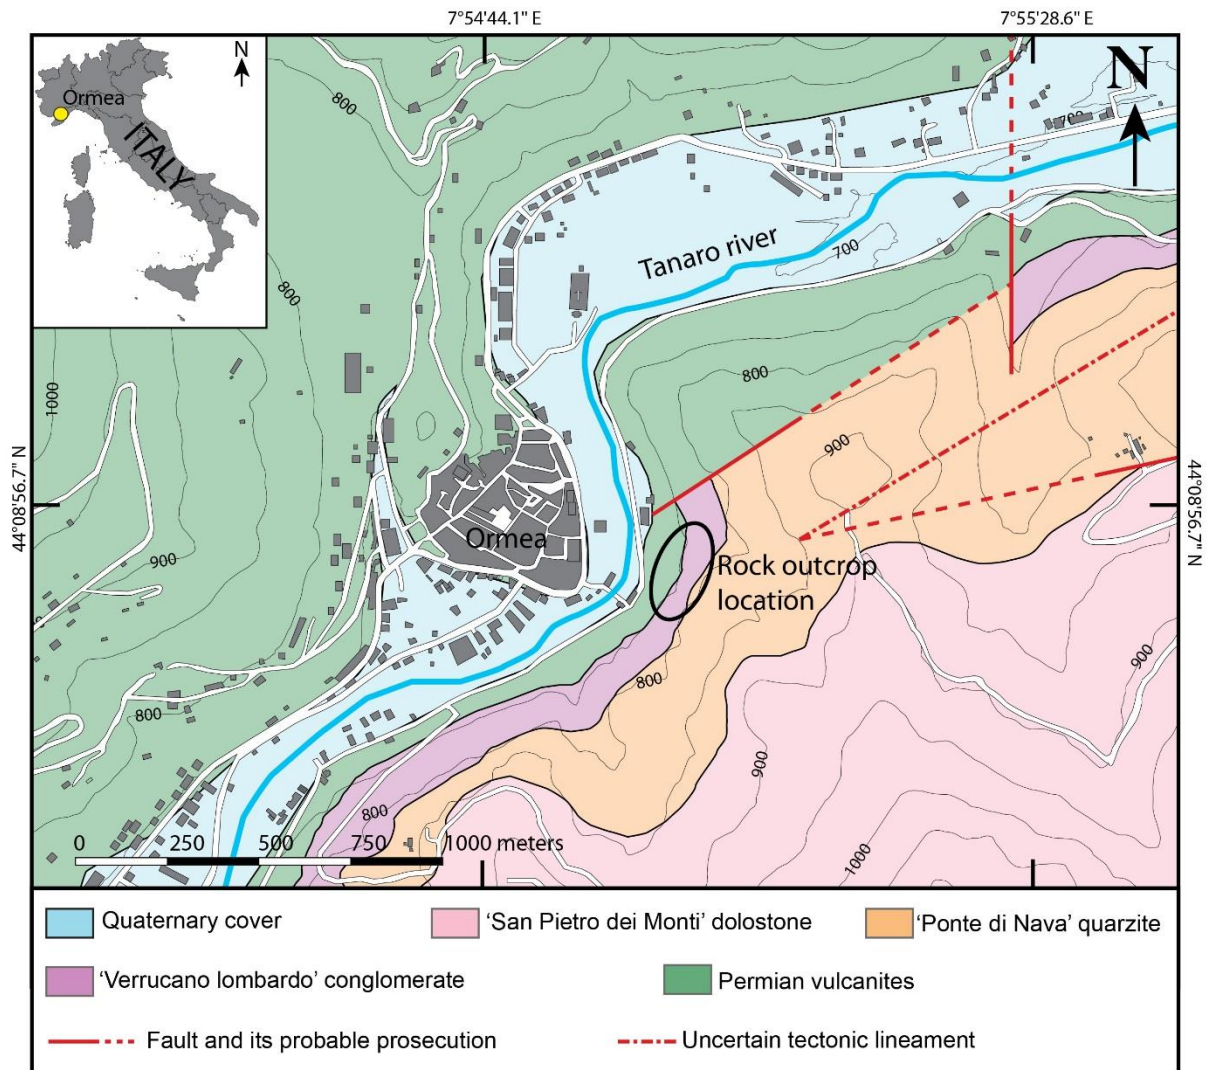 7°54'44.1" E
7°55'28.6" E
N
Ormea
ITALY
N
800
700
800
Tanaro river
700
1000
800
44°08'56.7" N
900
44°08'56.7" N
Ormea
Rock outcrop
location
900
800
800
900
900
800
1000
0 250 500 750 1000 meters
Quaternary cover
'San Pietro dei Monti' dolostone
'Ponte di Nava' quarzite
'Verrucano lombardo' conglomerate
Permian vulcanites
Fault and its probable prosecution
Uncertain tectonic lineament